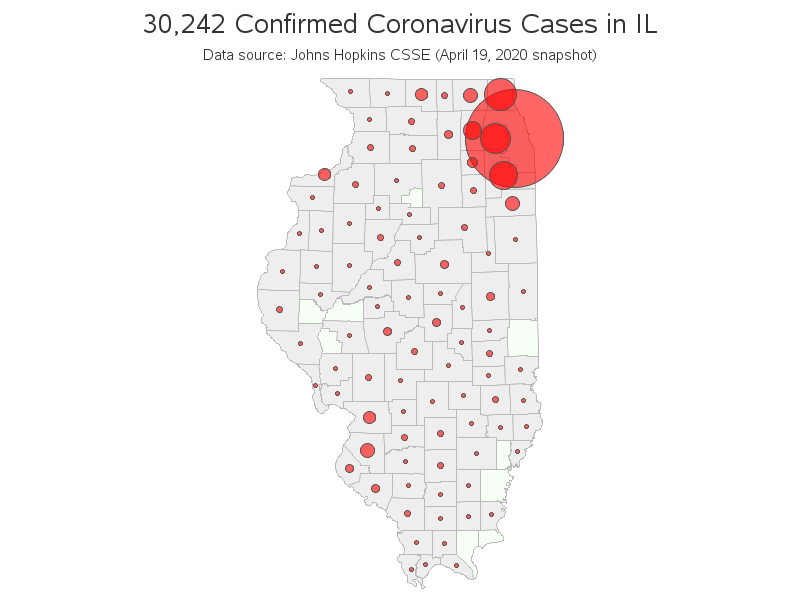 30,242 Confirmed Coronavirus Cases in IL
Data source: Johns Hopkins CSSE (April 19, 2020 snapshot)